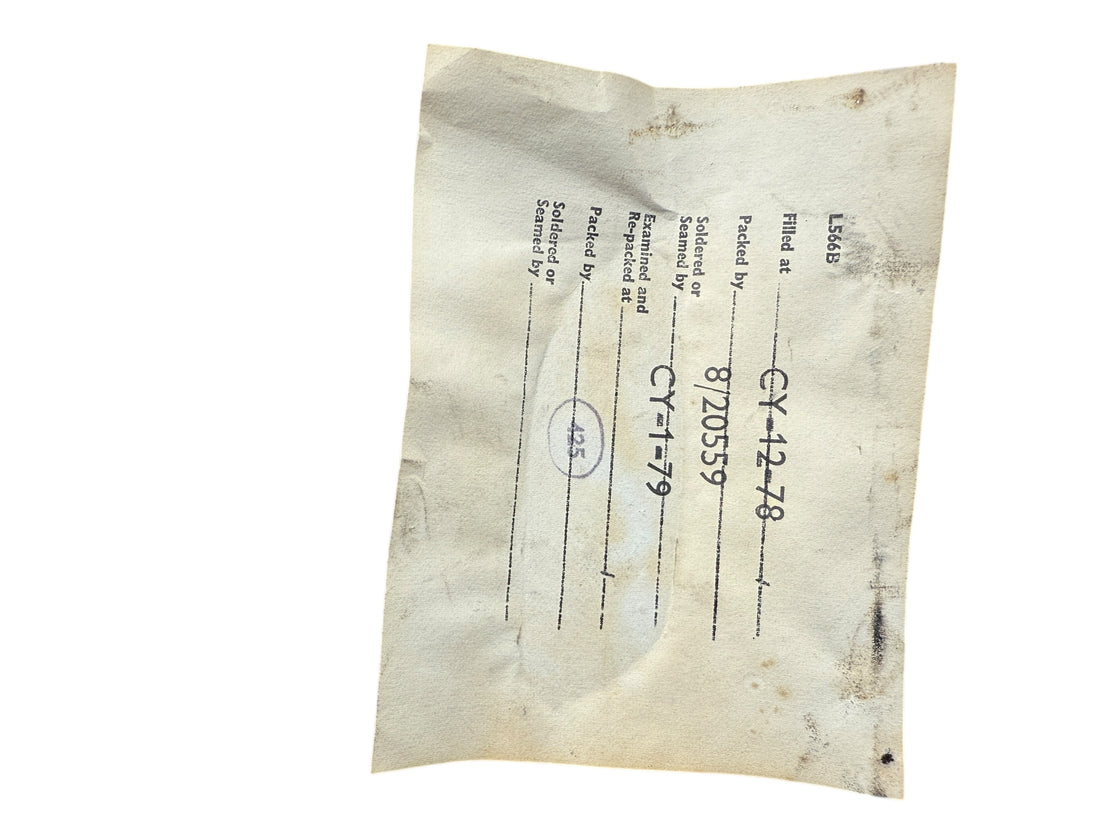 L566B
Filled at CY-12-78 /
Packed by 8/20559
Soldered or
Seamed by CY-1-79
Examined and
Re-packed at /
Packed by 425
Soldered or
Seamed by